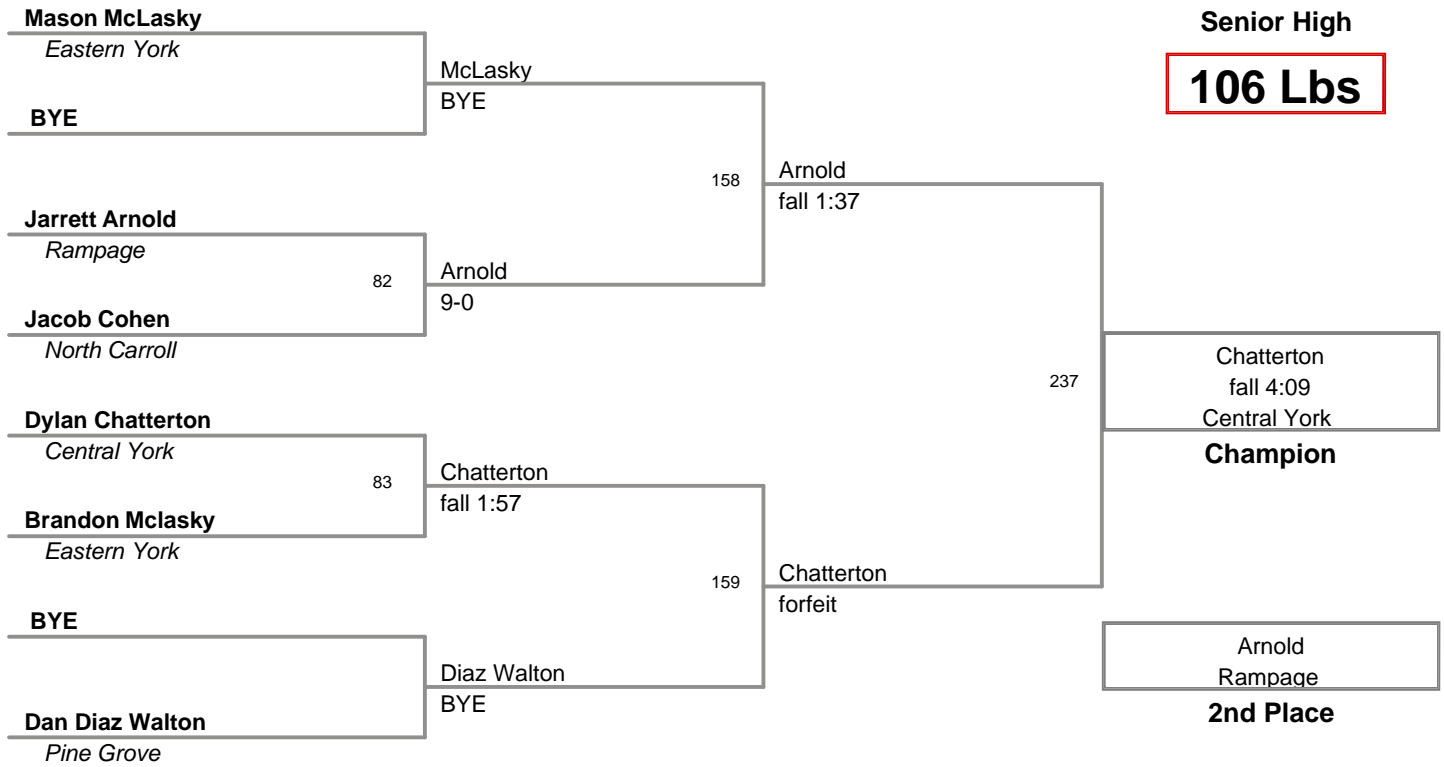 Mason McLasky
Eastern York
BYE
McLasky
BYE
Jarrett Arnold
Rampage
82
Jacob Cohen
North Carroll
Arnold
9-0
158
Arnold
fall 1:37
Dylan Chatterton
Central York
83
Brandon Mclasky
Eastern York
Chatterton
fall 1:57
BYE
Dan Diaz Walton
Pine Grove
Diaz Walton
BYE
159
Chatterton
forfeit
237
Senior High
106 Lbs
Chatterton
fall 4:09
Central York
Champion
Arnold
Rampage
2nd Place